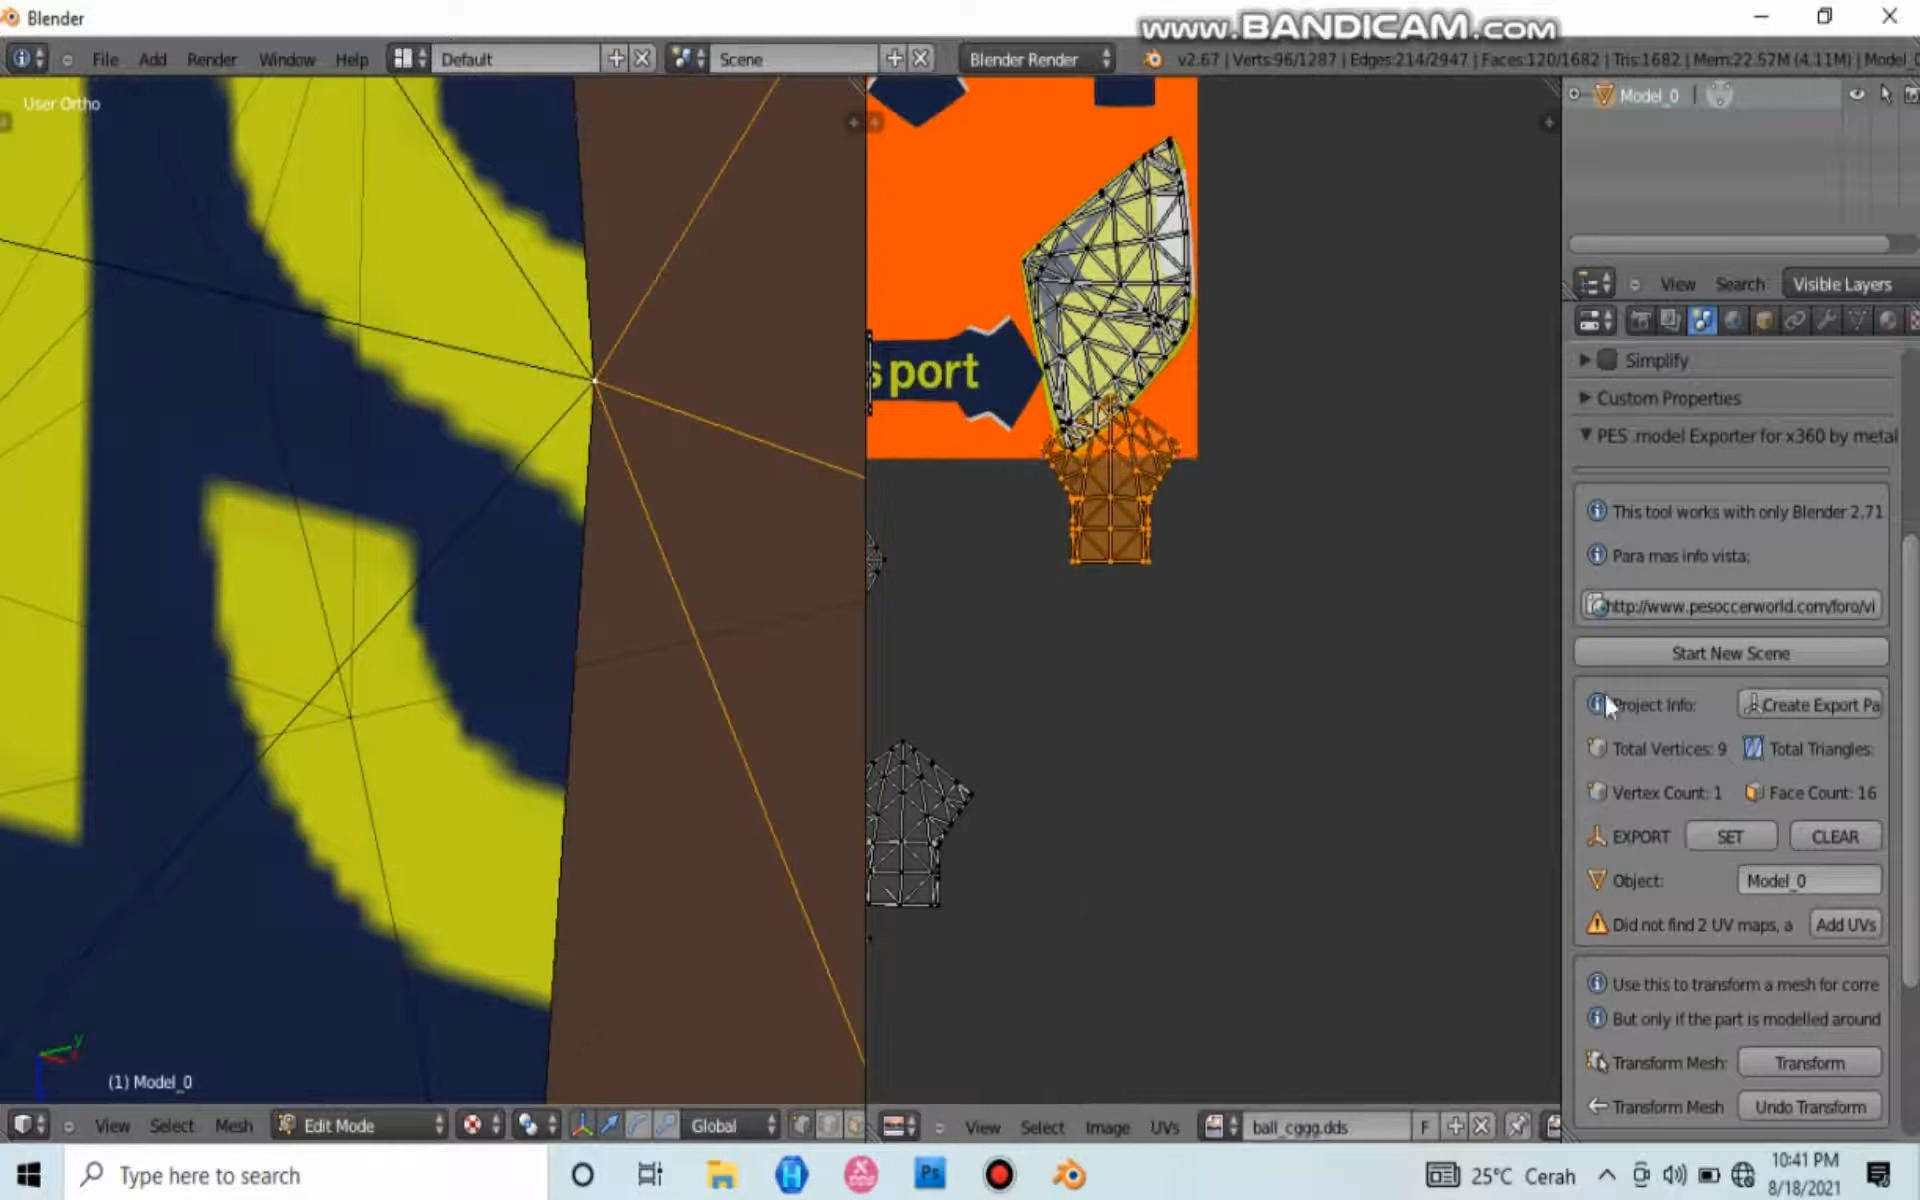 Blender
www.BANDICAM.com
File Add Render Window Help Default Scene Blender Render v2.67 | Verts:96/1287 | Edges:214/2947 | Faces:120/1682 | Tris:1682 | Mem:22.57M (4.11M) | Model_0
User Ortho
Model_0
View Search Visible Layers
Simplify
sport
Custom Properties
PES .model Exporter for x360 by metal
This tool works with only Blender 2.71
Para mas info vista;
http://www.pesoccerworld.com/foro/vi
Start New Scene
Project Info: Create Export Pa
Total Vertices: 9 Total Triangles:
Vertex Count: 1 Face Count: 16
EXPORT SET CLEAR
Object: Model_0
Did not find 2 UV maps, a Add UVs
Use this to transform a mesh for corre
But only if the part is modelled around
Transform Mesh: Transform
Transform Mesh Undo Transform
y
(1) Model_0
View Select Mesh Edit Mode Global View Select Image UVs ball_cggg.dds F
Type here to search
Ps
25°C Cerah
10:41 PM
8/18/2021